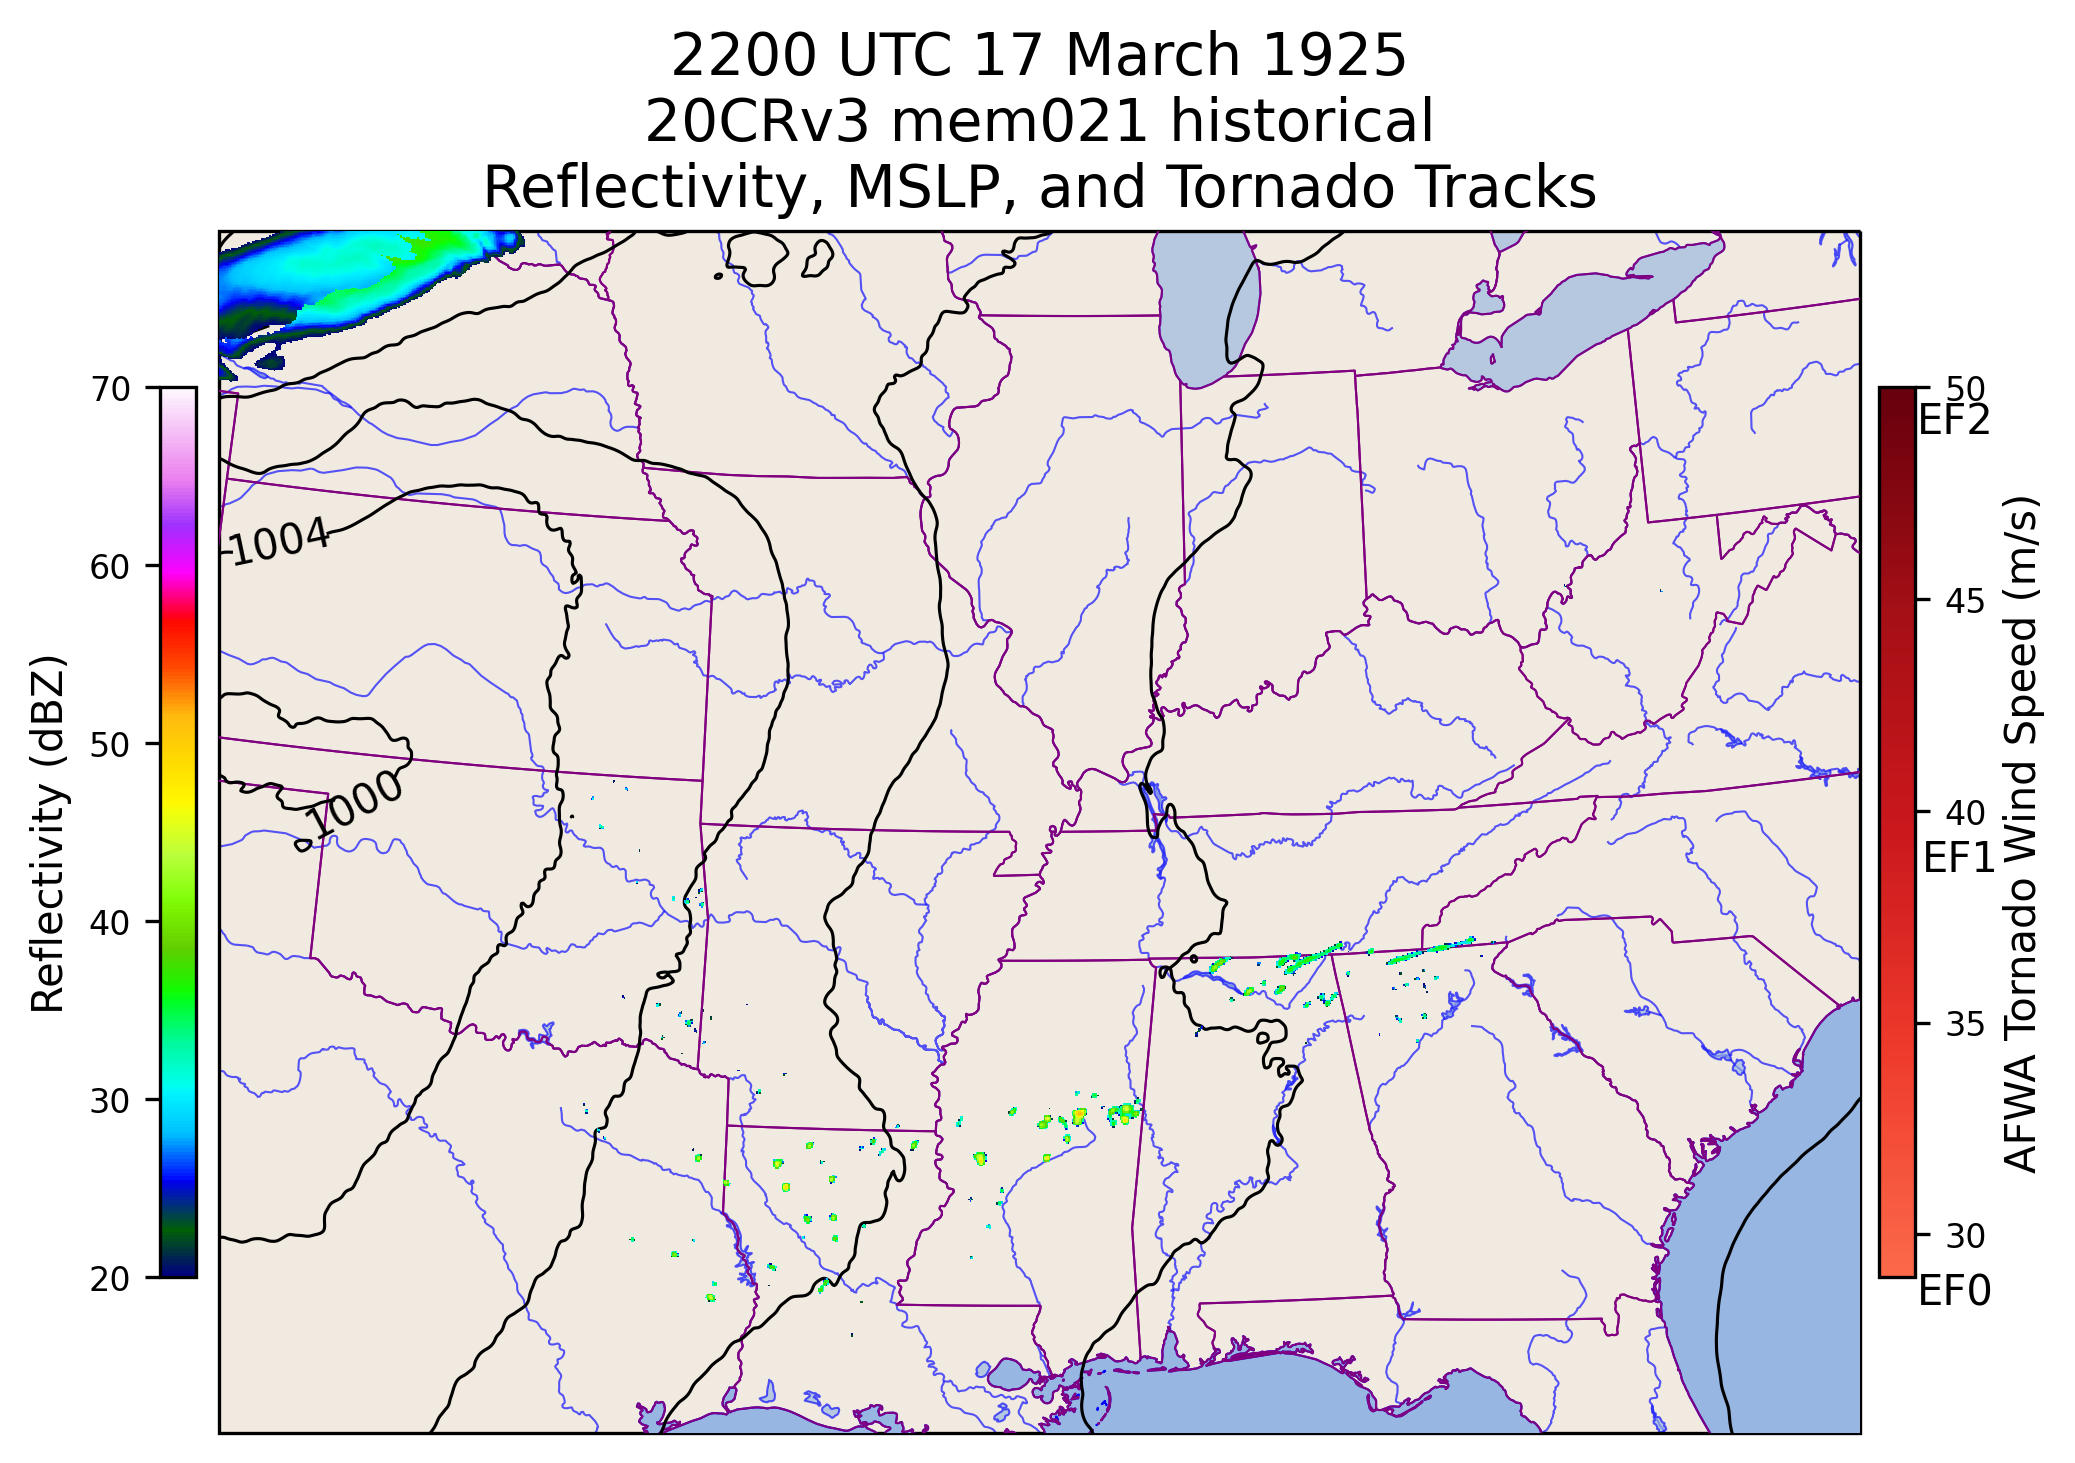 2200 UTC 17 March 1925
20CRv3 mem021 historical
Reflectivity, MSLP, and Tornado Tracks
Reflectivity (dBZ)
70
60
50
40
30
20
1004
1000
50
EF2
45
40
EF1
35
30
EF0
AFWA Tornado Wind Speed (m/s)